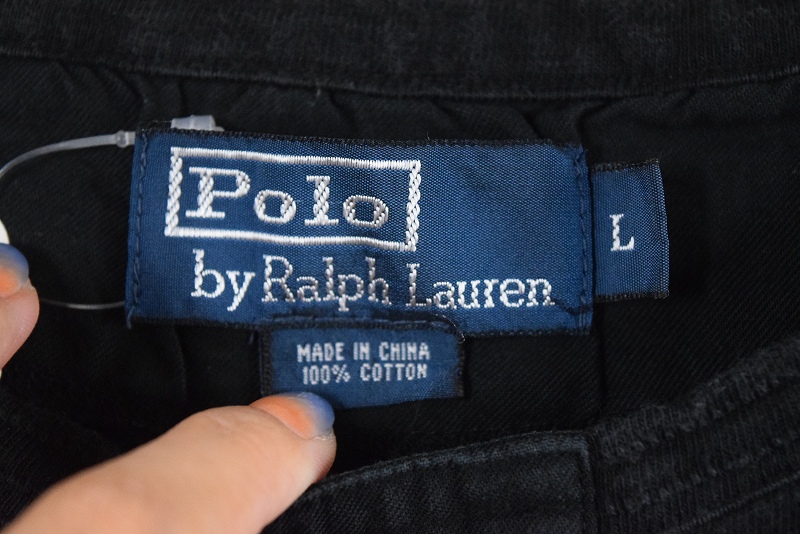 Polo
by Ralph Lauren
L
MADE IN CHINA
100% COTTON